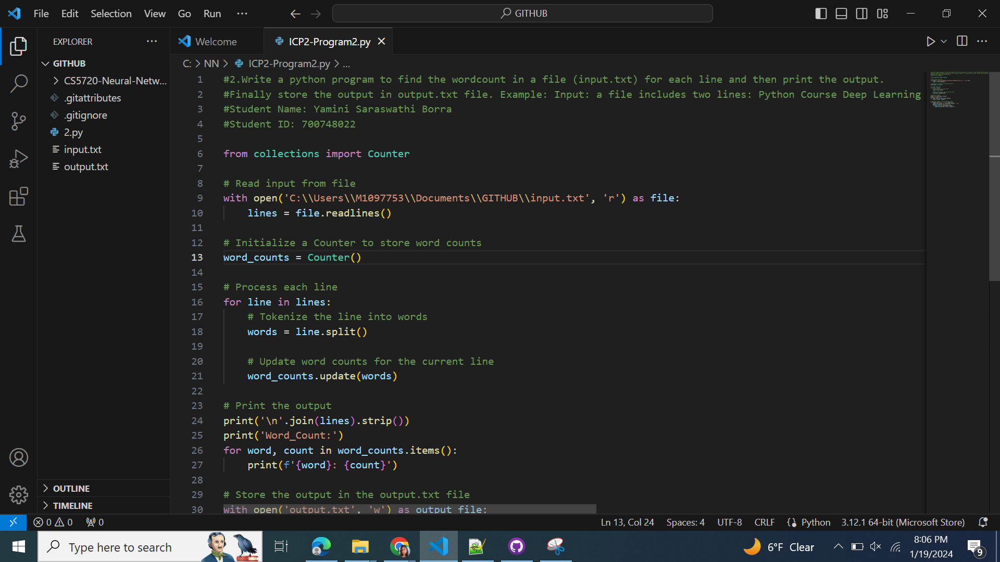 File Edit Selection View Go Run ...
GITHUB
EXPLORER ...
GITHUB
CS5720-Neural-Netw...
.gitattributes
.gitignore
2.py
input.txt
output.txt
OUTLINE
TIMELINE
Welcome ICP2-Program2.py
C: > NN > ICP2-Program2.py > ...
1 #2.Write a python program to find the wordcount in a file (input.txt) for each line and then print the output.
2 #Finally store the output in output.txt file. Example: Input: a file includes two lines: Python Course Deep Learning
3 #Student Name: Yamini Saraswathi Borra
4 #Student ID: 700748022
5
6 from collections import Counter
7
8 # Read input from file
9 with open('C:\\Users\\M1097753\\Documents\\GITHUB\\input.txt', 'r') as file:
10     lines = file.readlines()
11
12 # Initialize a Counter to store word counts
13 word_counts = Counter()
14
15 # Process each line
16 for line in lines:
17     # Tokenize the line into words
18     words = line.split()
19
20     # Update word counts for the current line
21     word_counts.update(words)
22
23 # Print the output
24 print('\n'.join(lines).strip())
25 print('Word_Count:')
26 for word, count in word_counts.items():
27     print(f'{word}: {count}')
28
29 # Store the output in the output.txt file
30 with open('output.txt', 'w') as output_file:
0 0 0 Ln 13, Col 24 Spaces: 4 UTF-8 CRLF {} Python 3.12.1 64-bit (Microsoft Store)
Type here to search 6°F Clear 8:06 PM
1/19/2024
9